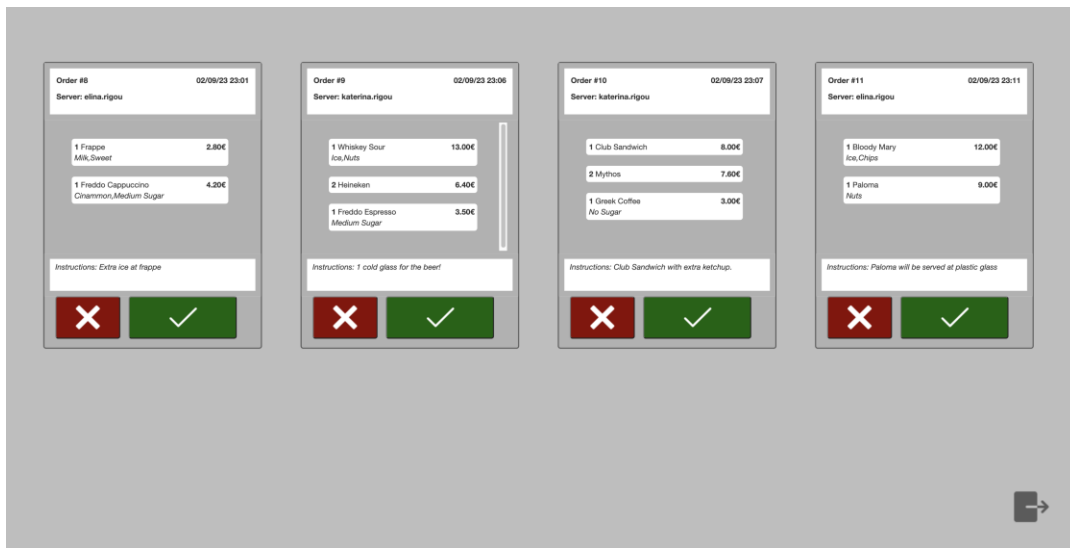 Order #8 02/09/23 23:01
Server: elina.rigou
1 Frappe 2.80€
Milk,Sweet
1 Freddo Cappuccino 4.20€
Cinammon,Medium Sugar
Instructions: Extra ice at frappe
Order #9 02/09/23 23:06
Server: katerina.rigou
1 Whiskey Sour 13.00€
Ice,Nuts
2 Heineken 6.40€
1 Freddo Espresso 3.50€
Medium Sugar
Instructions: 1 cold glass for the beer!
Order #10 02/09/23 23:07
Server: katerina.rigou
1 Club Sandwich 8.00€
2 Mythos 7.60€
1 Greek Coffee 3.00€
No Sugar
Instructions: Club Sandwich with extra ketchup.
Order #11 02/09/23 23:11
Server: elina.rigou
1 Bloody Mary 12.00€
Ice,Chips
1 Paloma 9.00€
Nuts
Instructions: Paloma will be served at plastic glass